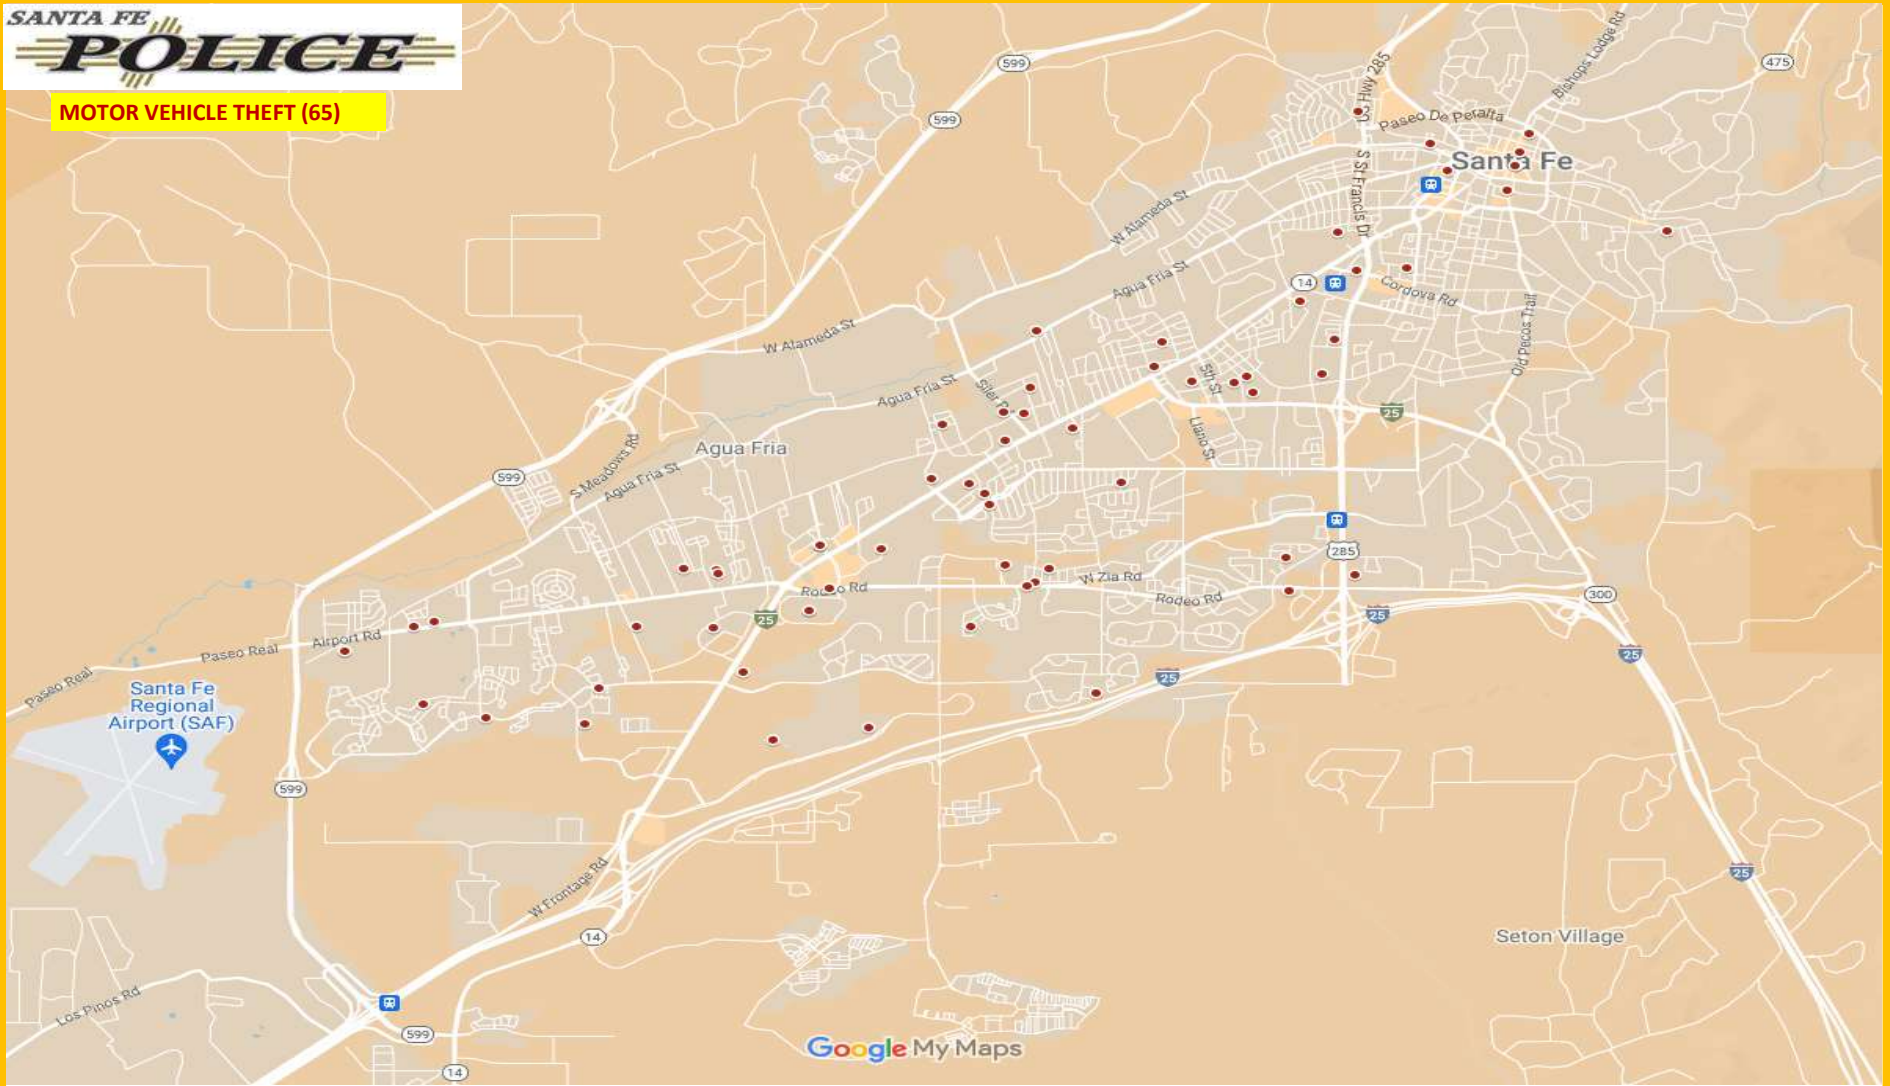 SANTA FE
POLICE
MOTOR VEHICLE THEFT (65)
599
599
475
Bishops Lodge Rd
US Hwy 285
Paseo De Peralta
Santa Fe
S St Francis Dr
W Alameda St
Agua Fria St
14
Cordova Rd
Old Pecos Trail
W Alameda St
5th St
Siler Rd
Agua Fria St
25
Llano St
Agua Fria
S Meadows Rd
Agua Fria St
599
285
W Zia Rd
Rodeo Rd
Rodeo Rd
300
25
25
25
25
Airport Rd
Paseo Real
Paseo Real
Santa Fe
Regional
Airport (SAF)
599
25
W Frontage Rd
14
Seton Village
Los Pinos Rd
599
14
Google My Maps